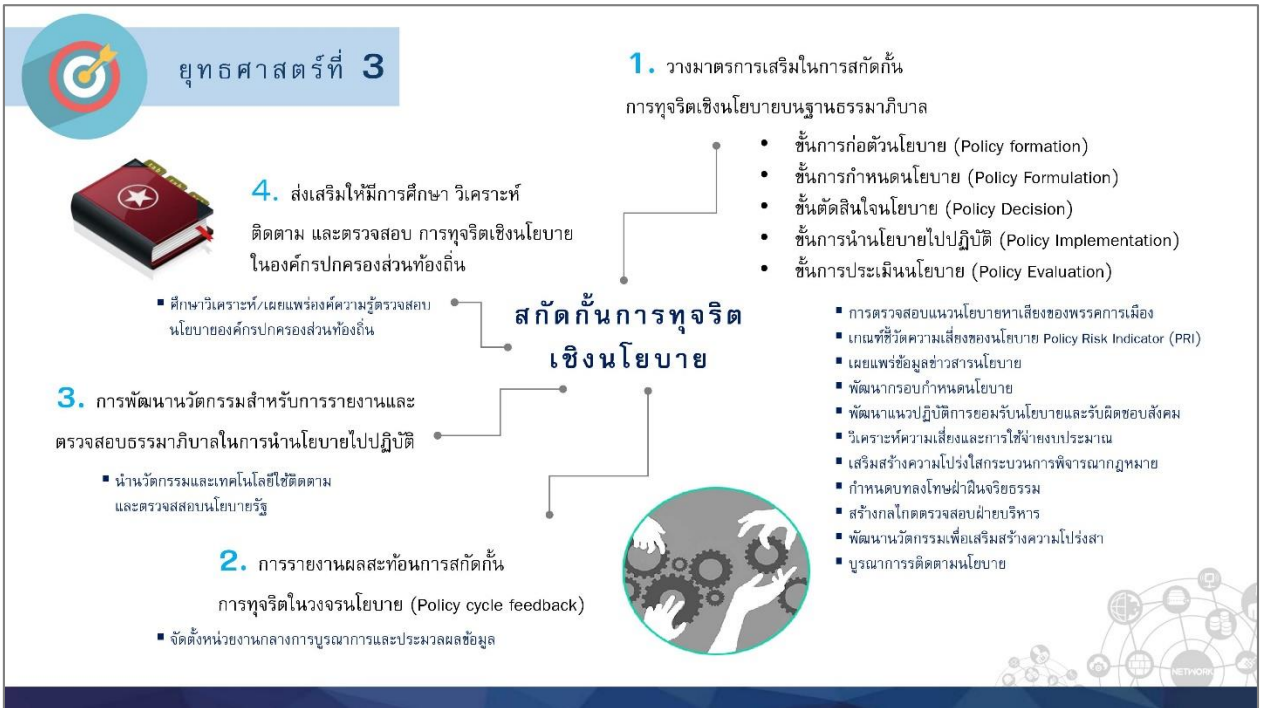 ยุทธศาสตร์ที่ 3
1. วางมาตรการเสริมในการสกัดกั้น
การทุจริตเชิงนโยบายบนฐานธรรมาภิบาล
• ขั้นการก่อตัวนโยบาย (Policy formation)
• ขั้นการกำหนดนโยบาย (Policy Formulation)
• ขั้นตัดสินใจนโยบาย (Policy Decision)
• ขั้นการนำนโยบายไปปฏิบัติ (Policy Implementation)
• ขั้นการประเมินนโยบาย (Policy Evaluation)
▪ การตรวจสอบแนวนโยบายหาเสียงของพรรคการเมือง
▪ เกณฑ์ชี้วัดความเสี่ยงของนโยบาย Policy Risk Indicator (PRI)
▪ เผยแพร่ข้อมูลข่าวสารนโยบาย
▪ พัฒนากรอบกำหนดนโยบาย
▪ พัฒนาแนวปฏิบัติการยอมรับนโยบายและรับผิดชอบสังคม
▪ วิเคราะห์ความเสี่ยงและการใช้จ่ายงบประมาณ
▪ เสริมสร้างความโปร่งใสกระบวนการพิจารณากฎหมาย
▪ กำหนดบทลงโทษฝ่าฝืนจริยธรรม
▪ สร้างกลไกตตรวจสอบฝ่ายบริหาร
▪ พัฒนานวัตกรรมเพื่อเสริมสร้างความโปร่งสา
▪ บูรณาการรติดตามนโยบาย
สกัดกั้นการทุจริต
เชิงนโยบาย
4. ส่งเสริมให้มีการศึกษา วิเคราะห์
ติดตาม และตรวจสอบ การทุจริตเชิงนโยบาย
ในองค์กรปกครองส่วนท้องถิ่น
▪ ศึกษาวิเคราะห์/เผยแพร่องค์ความรู้ตรวจสอบ
นโยบายองค์กรปกครองส่วนท้องถิ่น
3. การพัฒนานวัตกรรมสำหรับการรายงานและ
ตรวจสอบธรรมาภิบาลในการนำนโยบายไปปฏิบัติ
▪ นำนวัตกรรมและเทคโนโลยีใช้ติดตาม
และตรวจสสอบนโยบายรัฐ
2. การรายงานผลสะท้อนการสกัดกั้น
การทุจริตในวงจรนโยบาย (Policy cycle feedback)
▪ จัดตั้งหน่วยงานกลางการบูรณาการและประมวลผลข้อมูล
NETWORK